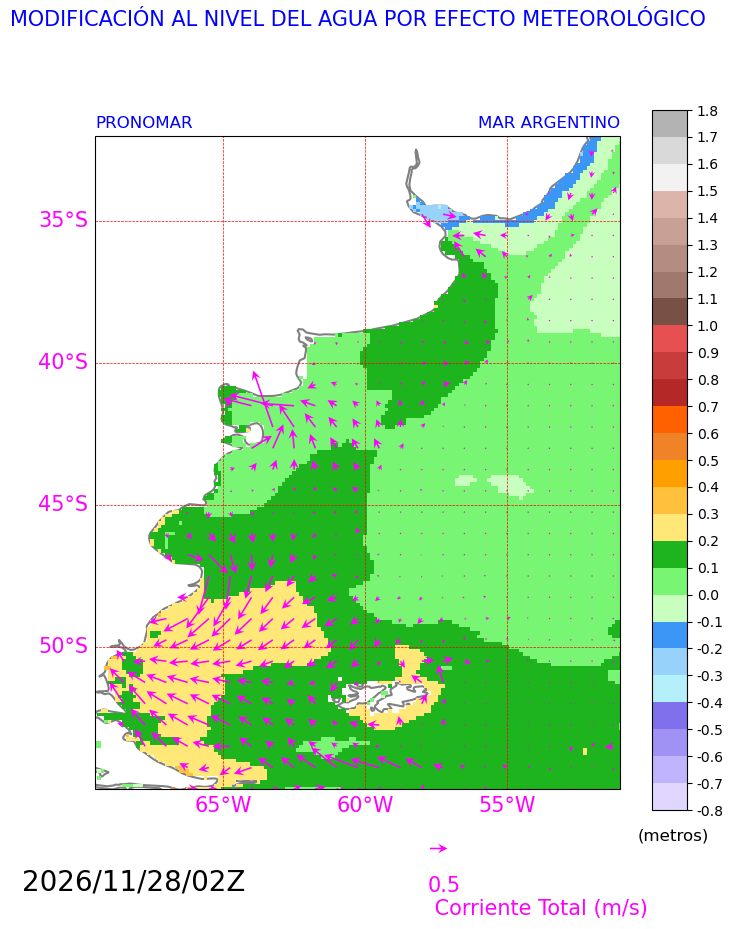 MODIFICACIÓN AL NIVEL DEL AGUA POR EFECTO METEOROLÓGICO
PRONOMAR MAR ARGENTINO
35°S
40°S
45°S
50°S
65°W 60°W 55°W
1.8
1.7
1.6
1.5
1.4
1.3
1.2
1.1
1.0
0.9
0.8
0.7
0.6
0.5
0.4
0.3
0.2
0.1
0.0
-0.1
-0.2
-0.3
-0.4
-0.5
-0.6
-0.7
-0.8
(metros)
2026/11/28/02Z
0.5
Corriente Total (m/s)